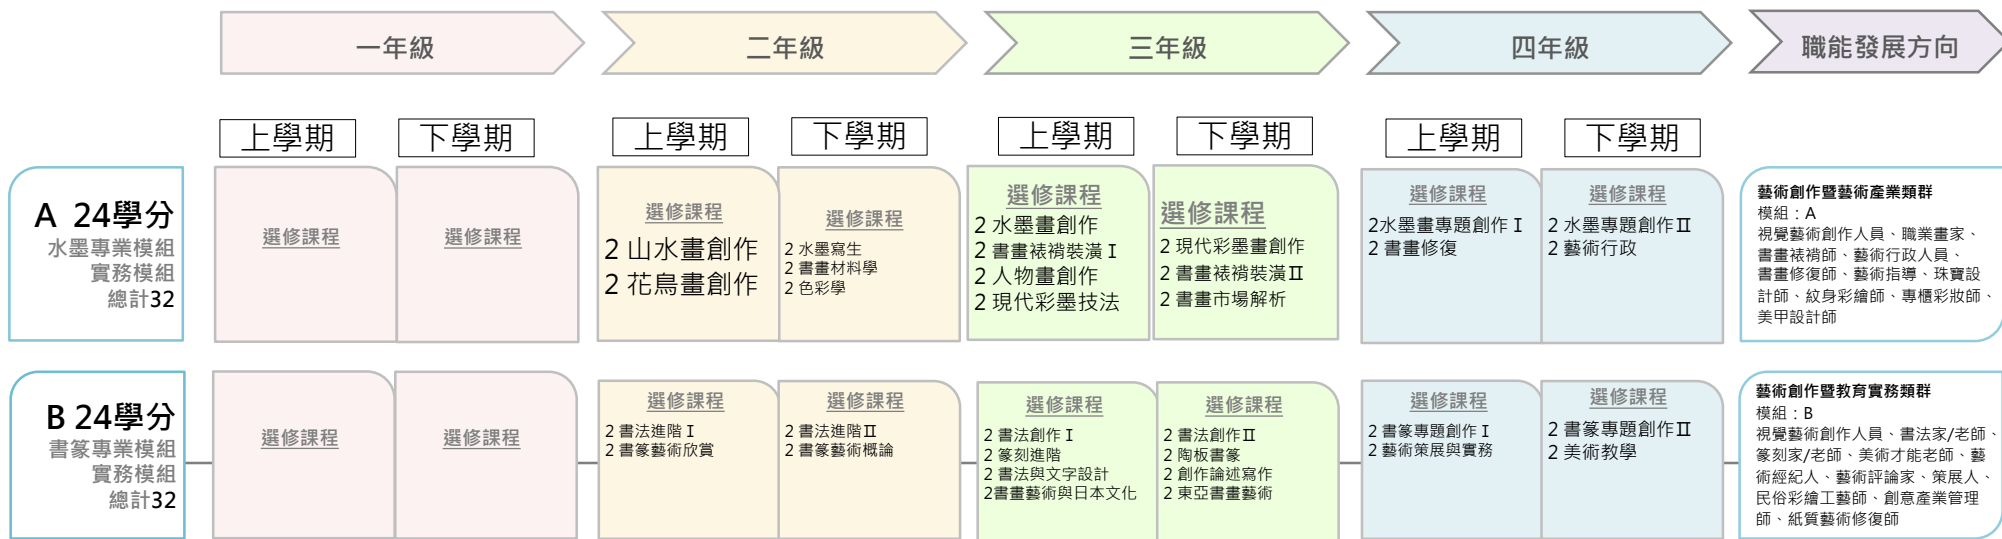 一年級
二年級
三年級
四年級
職能發展方向
上學期
下學期
上學期
下學期
上學期
下學期
上學期
下學期
A 24學分
水墨專業模組
實務模組
總計32
選修課程
選修課程
選修課程
2 山水畫創作
2 花鳥畫創作
選修課程
2 水墨寫生
2 書畫材料學
2 色彩學
選修課程
2 水墨畫創作
2 書畫裱褙裝潢 I
2 人物畫創作
2 現代彩墨技法
選修課程
2 現代彩墨畫創作
2 書畫裱褙裝潢Ⅱ
2 書畫市場解析
選修課程
2水墨畫專題創作 I
2 書畫修復
選修課程
2 水墨專題創作Ⅱ
2 藝術行政
藝術創作暨藝術產業類群
模組：A
視覺藝術創作人員、職業畫家、
書畫裱褙師、藝術行政人員、
書畫修復師、藝術指導、珠寶設
計師、紋身彩繪師、專櫃彩妝師、
美甲設計師
B 24學分
書篆專業模組
實務模組
總計32
選修課程
選修課程
選修課程
2 書法進階 I
2 書篆藝術欣賞
選修課程
2 書法進階Ⅱ
2 書篆藝術概論
選修課程
2 書法創作 I
2 篆刻進階
2 書法與文字設計
2書畫藝術與日本文化
選修課程
2 書法創作Ⅱ
2 陶板書篆
2 創作論述寫作
2 東亞書畫藝術
選修課程
2 書篆專題創作 I
2 藝術策展與實務
選修課程
2 書篆專題創作Ⅱ
2 美術教學
藝術創作暨教育實務類群
模組：B
視覺藝術創作人員、書法家/老師、
篆刻家/老師、美術才能老師、藝
術經紀人、藝術評論家、策展人、
民俗彩繪工藝師、創意產業管理
師、紙質藝術修復師